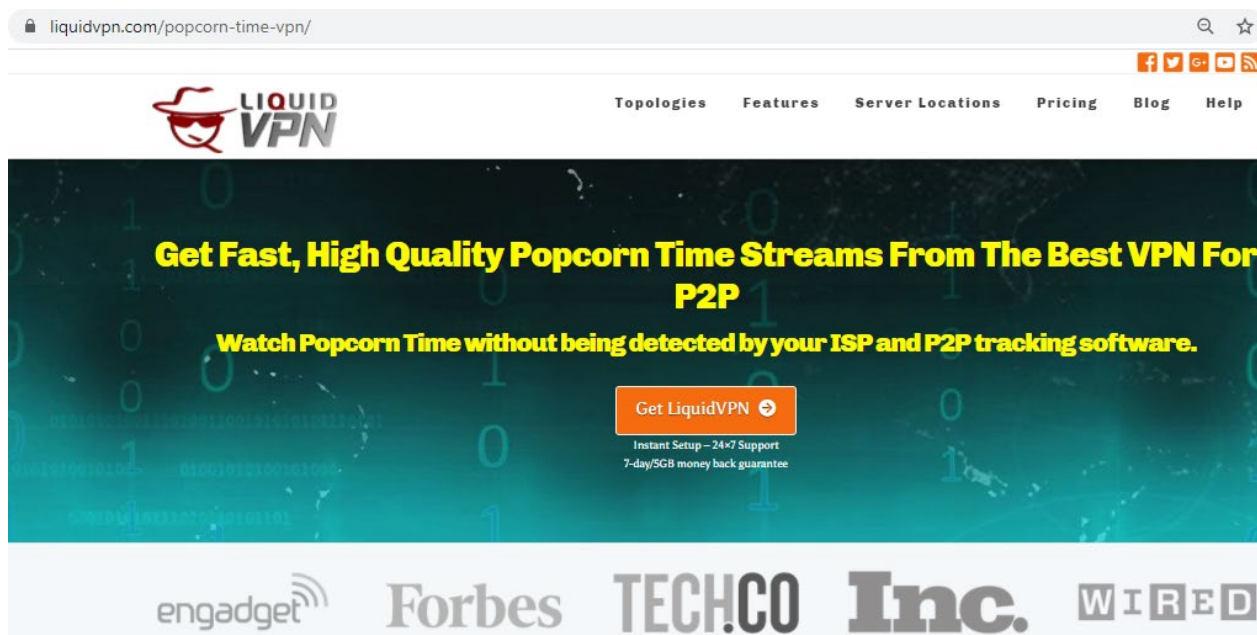 liquidvpn.com/popcorn-time-vpn/
LIQUID
VPN
Topologies Features Server Locations Pricing Blog Help
Get Fast, High Quality Popcorn Time Streams From The Best VPN For
P2P
Watch Popcorn Time without being detected by your ISP and P2P tracking software.
Get LiquidVPN
Instant Setup – 24×7 Support
7-day/5GB money back guarantee
engadget Forbes TECH.CO Inc. WIRED